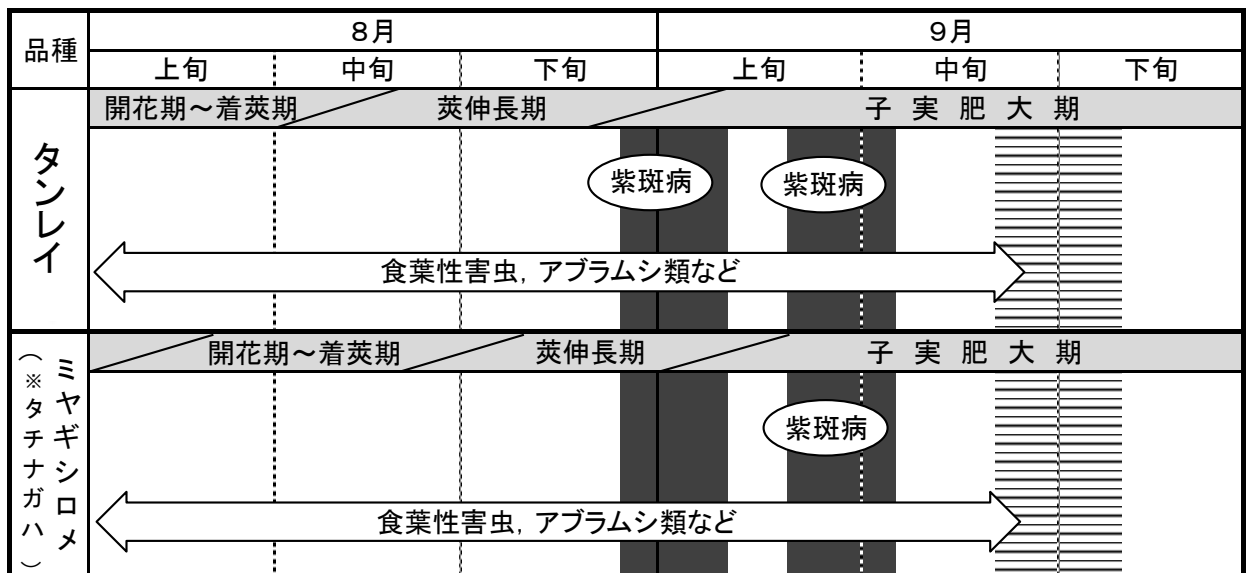 品種
8月
9月
上旬
中旬
下旬
上旬
中旬
下旬
タンレイ
開花期～着莢期
莢伸長期
子実肥大期
紫斑病
紫斑病
食葉性害虫，アブラムシ類など
ミヤギシロメ
（※タチナガハ）
開花期～着莢期
莢伸長期
子実肥大期
紫斑病
食葉性害虫，アブラムシ類など